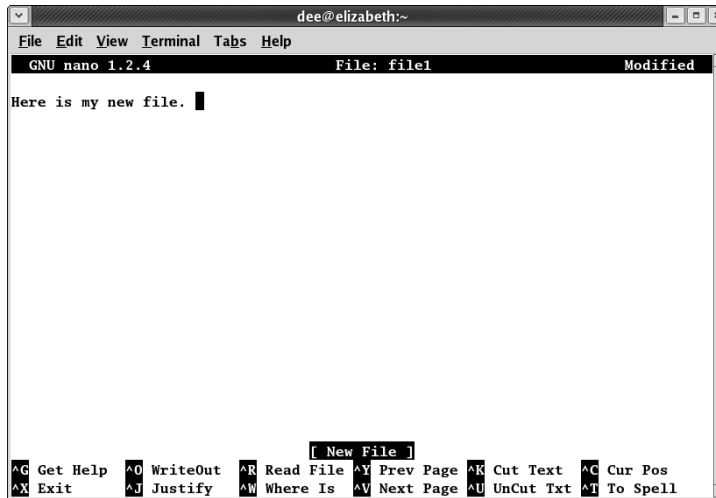 dee@elizabeth:~
File Edit View Terminal Tabs Help
GNU nano 1.2.4 File: file1 Modified
Here is my new file.
[ New File ]
^G Get Help ^O WriteOut ^R Read File ^Y Prev Page ^K Cut Text ^C Cur Pos
^X Exit ^J Justify ^W Where Is ^V Next Page ^U UnCut Txt ^T To Spell